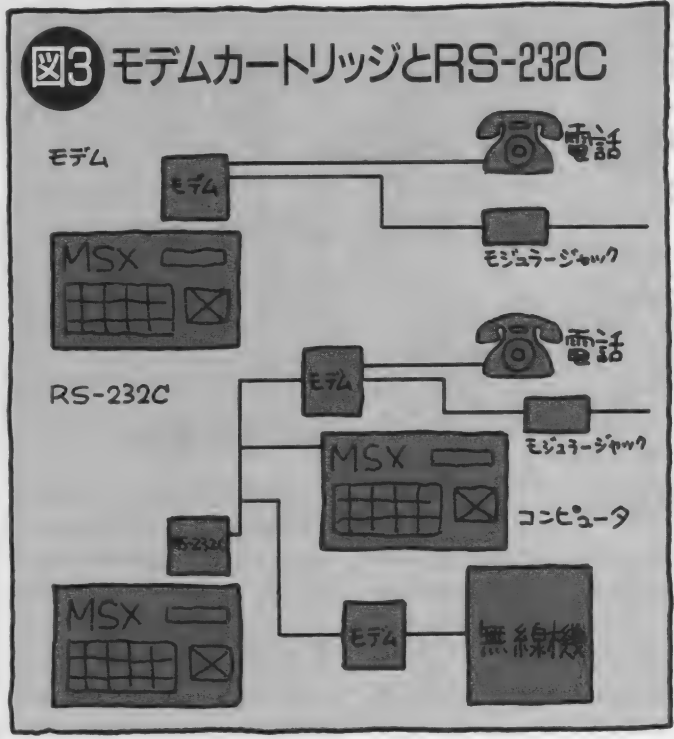 図3 モデムカートリッジとRS-232C
モデム
モデム
電話
モジュラージャック
MSX
RS-232C
モデム
電話
モジュラージャック
MSX
コンピュータ
RS-232C
MSX
モデム
無線機